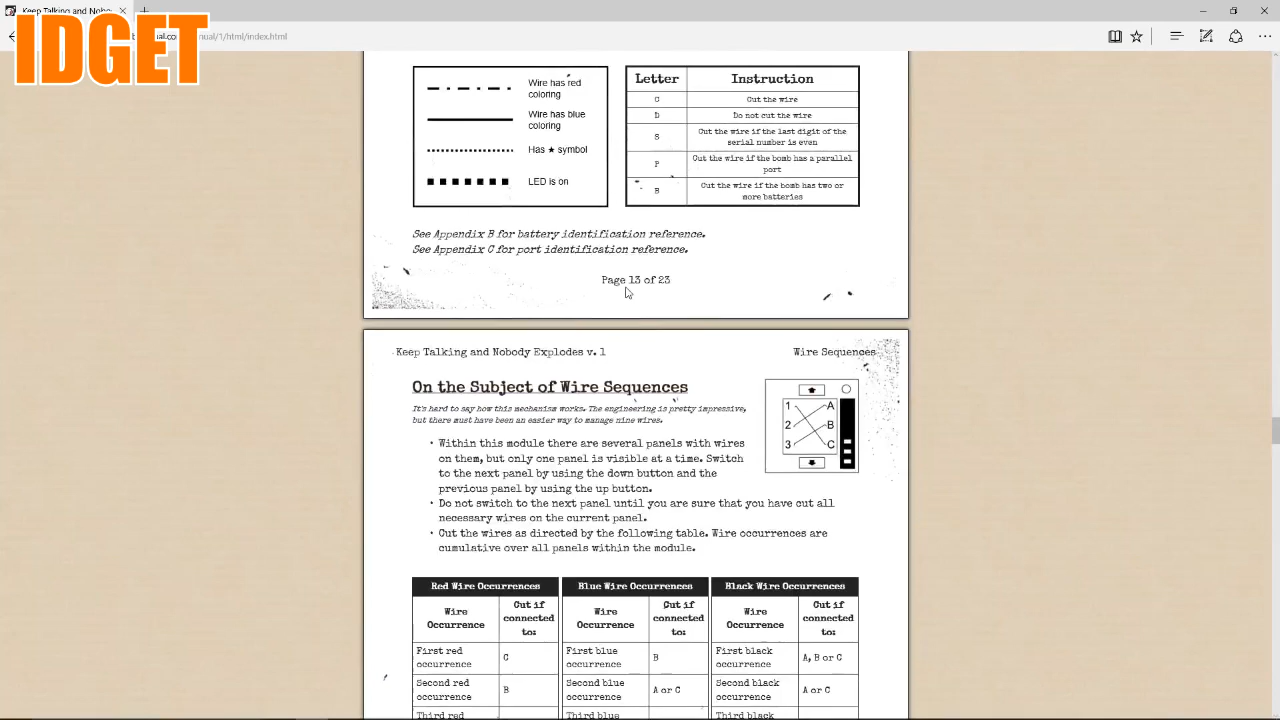 Keep Talking and Nobody
IDGET
ual.com
nual/1/html/index.html
Wire has red
coloring
Wire has blue
coloring
Has ★ symbol
LED is on
Letter Instruction
C Cut the wire
D Do not cut the wire
S Cut the wire if the last digit of the
serial number is even
P Cut the wire if the bomb has a parallel
port
B Cut the wire if the bomb has two or
more batteries
See Appendix B for battery identification reference.
See Appendix C for port identification reference.
Page 13 of 23
Keep Talking and Nobody Explodes v. 1 Wire Sequences
On the Subject of Wire Sequences
It's hard to say how this mechanism works. The engineering is pretty impressive,
but there must have been an easier way to manage nine wires.
1 A
2 B
3 C
• Within this module there are several panels with wires
on them, but only one panel is visible at a time. Switch
to the next panel by using the down button and the
previous panel by using the up button.
• Do not switch to the next panel until you are sure that you have cut all
necessary wires on the current panel.
• Cut the wires as directed by the following table. Wire occurrences are
cumulative over all panels within the module.
Red Wire Occurrences Blue Wire Occurrences Black Wire Occurrences
Wire
Occurrence
Cut if
connected
to:
Wire
Occurrence
Cut if
connected
to:
Wire
Occurrence
Cut if
connected
to:
First red
occurrence
C
First blue
occurrence
B
First black
occurrence
A, B or C
Second red
occurrence
B
Second blue
occurrence
A or C
Second black
occurrence
A or C
Third red
Third blue
Third black